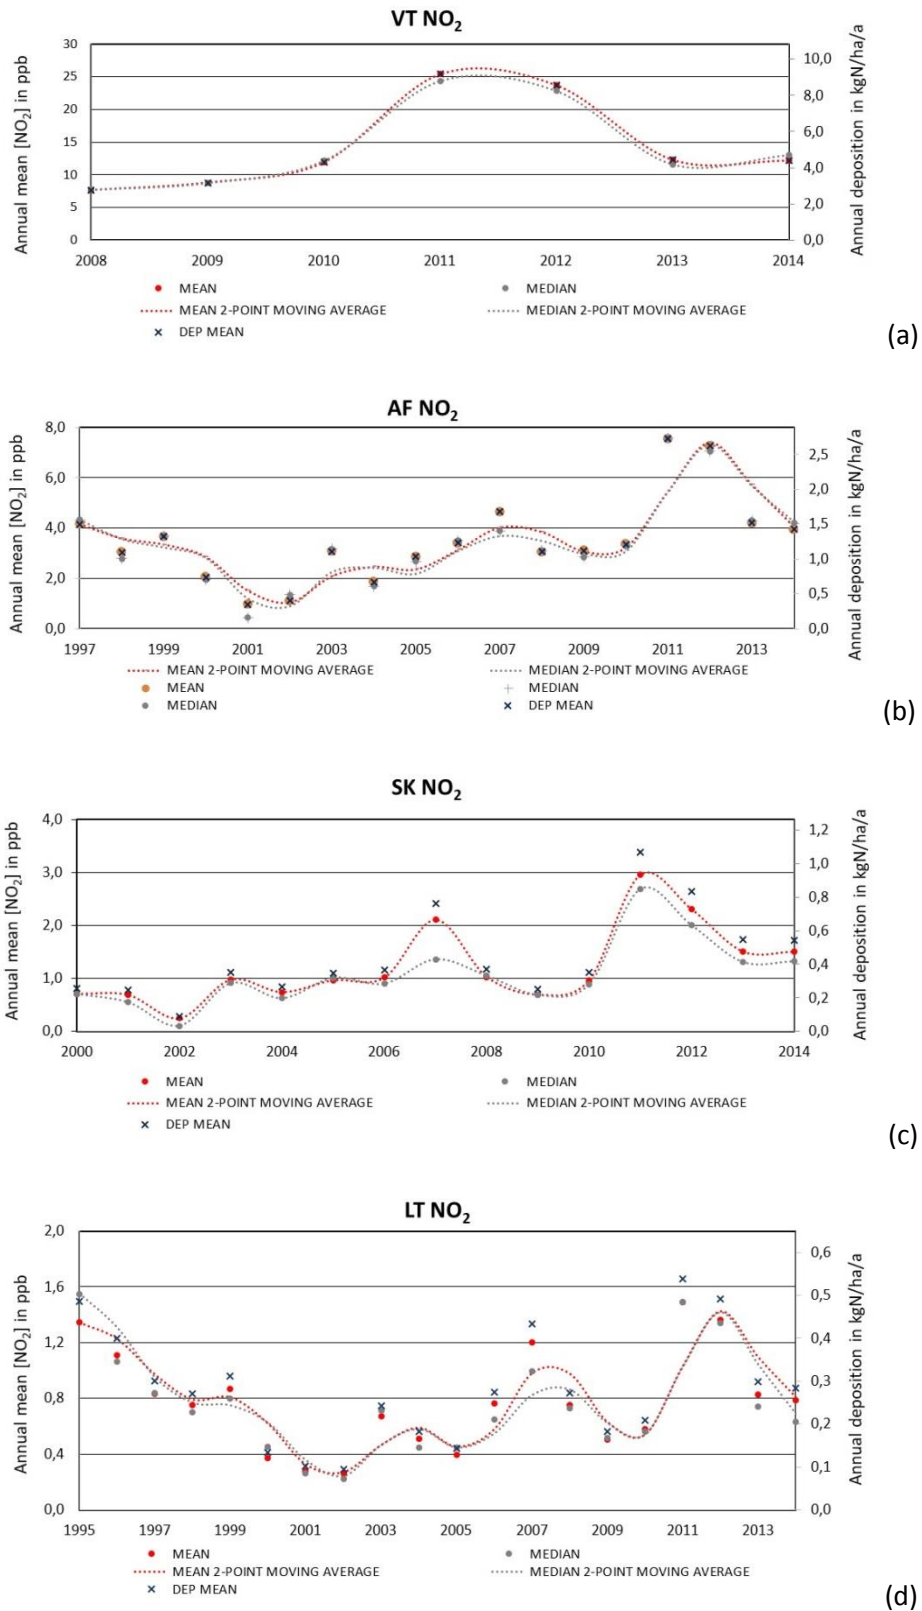 VT NO₂
Annual mean [NO₂] in ppb
30
25
20
15
10
5
0
10,0
8,0
6,0
4,0
2,0
0,0
Annual deposition in kgN/ha/a
2008 2009 2010 2011 2012 2013 2014
MEAN MEDIAN
MEAN 2-POINT MOVING AVERAGE MEDIAN 2-POINT MOVING AVERAGE
DEP MEAN
(a)
AF NO₂
Annual mean [NO₂] in ppb
8,0
6,0
4,0
2,0
0,0
2,5
2,0
1,5
1,0
0,5
0,0
Annual deposition in kgN/ha/a
1997 1999 2001 2003 2005 2007 2009 2011 2013
MEAN 2-POINT MOVING AVERAGE MEDIAN 2-POINT MOVING AVERAGE
MEAN MEDIAN
MEDIAN DEP MEAN
(b)
SK NO₂
Annual mean [NO₂] in ppb
4,0
3,0
2,0
1,0
0,0
1,2
1,0
0,8
0,6
0,4
0,2
0,0
Annual deposition in kgN/ha/a
2000 2002 2004 2006 2008 2010 2012 2014
MEAN MEDIAN
MEAN 2-POINT MOVING AVERAGE MEDIAN 2-POINT MOVING AVERAGE
DEP MEAN
(c)
LT NO₂
Annual mean [NO₂] in ppb
2,0
1,6
1,2
0,8
0,4
0,0
0,6
0,5
0,4
0,3
0,2
0,1
0,0
Annual deposition in kgN/ha/a
1995 1997 1999 2001 2003 2005 2007 2009 2011 2013
MEAN MEDIAN
MEAN 2-POINT MOVING AVERAGE MEDIAN 2-POINT MOVING AVERAGE
DEP MEAN
(d)